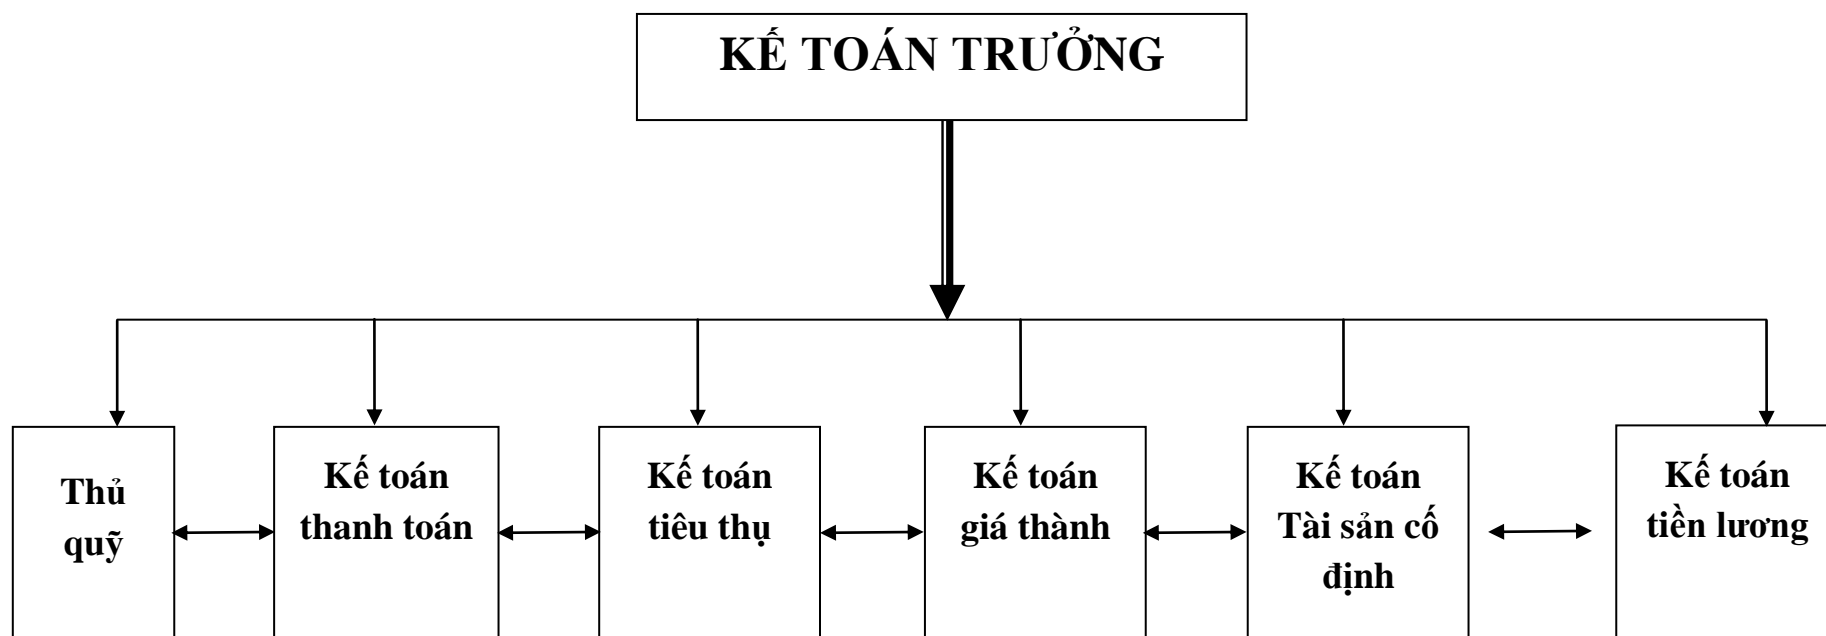 KẾ TOÁN TRƯỞNG
Thủ
quỹ
Kế toán
thanh toán
Kế toán
tiêu thụ
Kế toán
giá thành
Kế toán
Tài sản cố
định
Kế toán
tiền lương